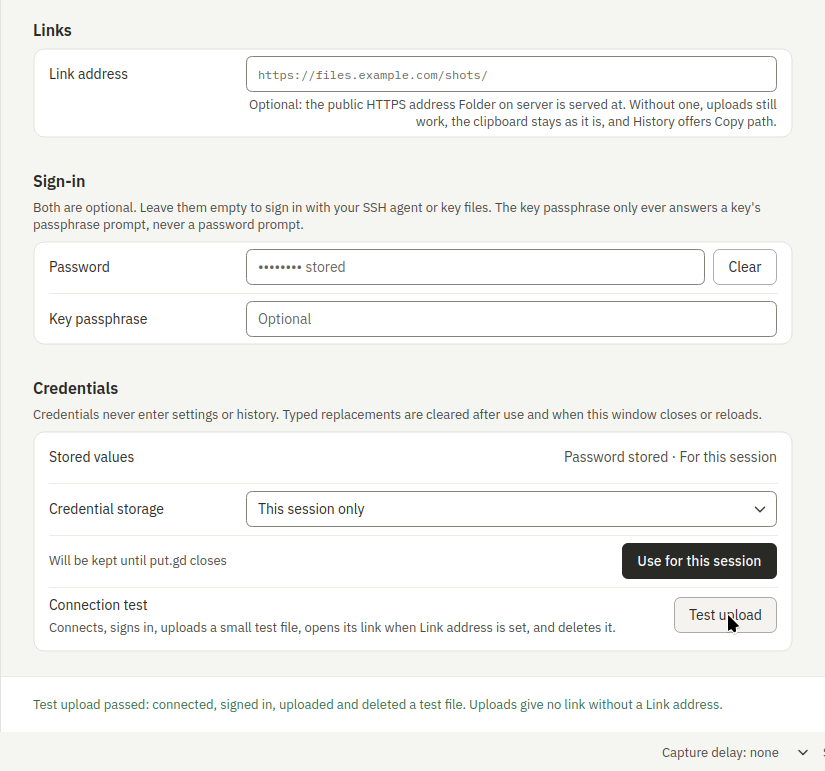 Links
Link address
https://files.example.com/shots/
Optional: the public HTTPS address Folder on server is served at. Without one, uploads still
work, the clipboard stays as it is, and History offers Copy path.
Sign-in
Both are optional. Leave them empty to sign in with your SSH agent or key files. The key passphrase only ever answers a key's
passphrase prompt, never a password prompt.
Password
•••••••• stored
Clear
Key passphrase
Optional
Credentials
Credentials never enter settings or history. Typed replacements are cleared after use and when this window closes or reloads.
Stored values
Password stored · For this session
Credential storage
This session only
Will be kept until put.gd closes
Use for this session
Connection test
Test upload
Connects, signs in, uploads a small test file, opens its link when Link address is set, and deletes it.
Test upload passed: connected, signed in, uploaded and deleted a test file. Uploads give no link without a Link address.
Capture delay: none